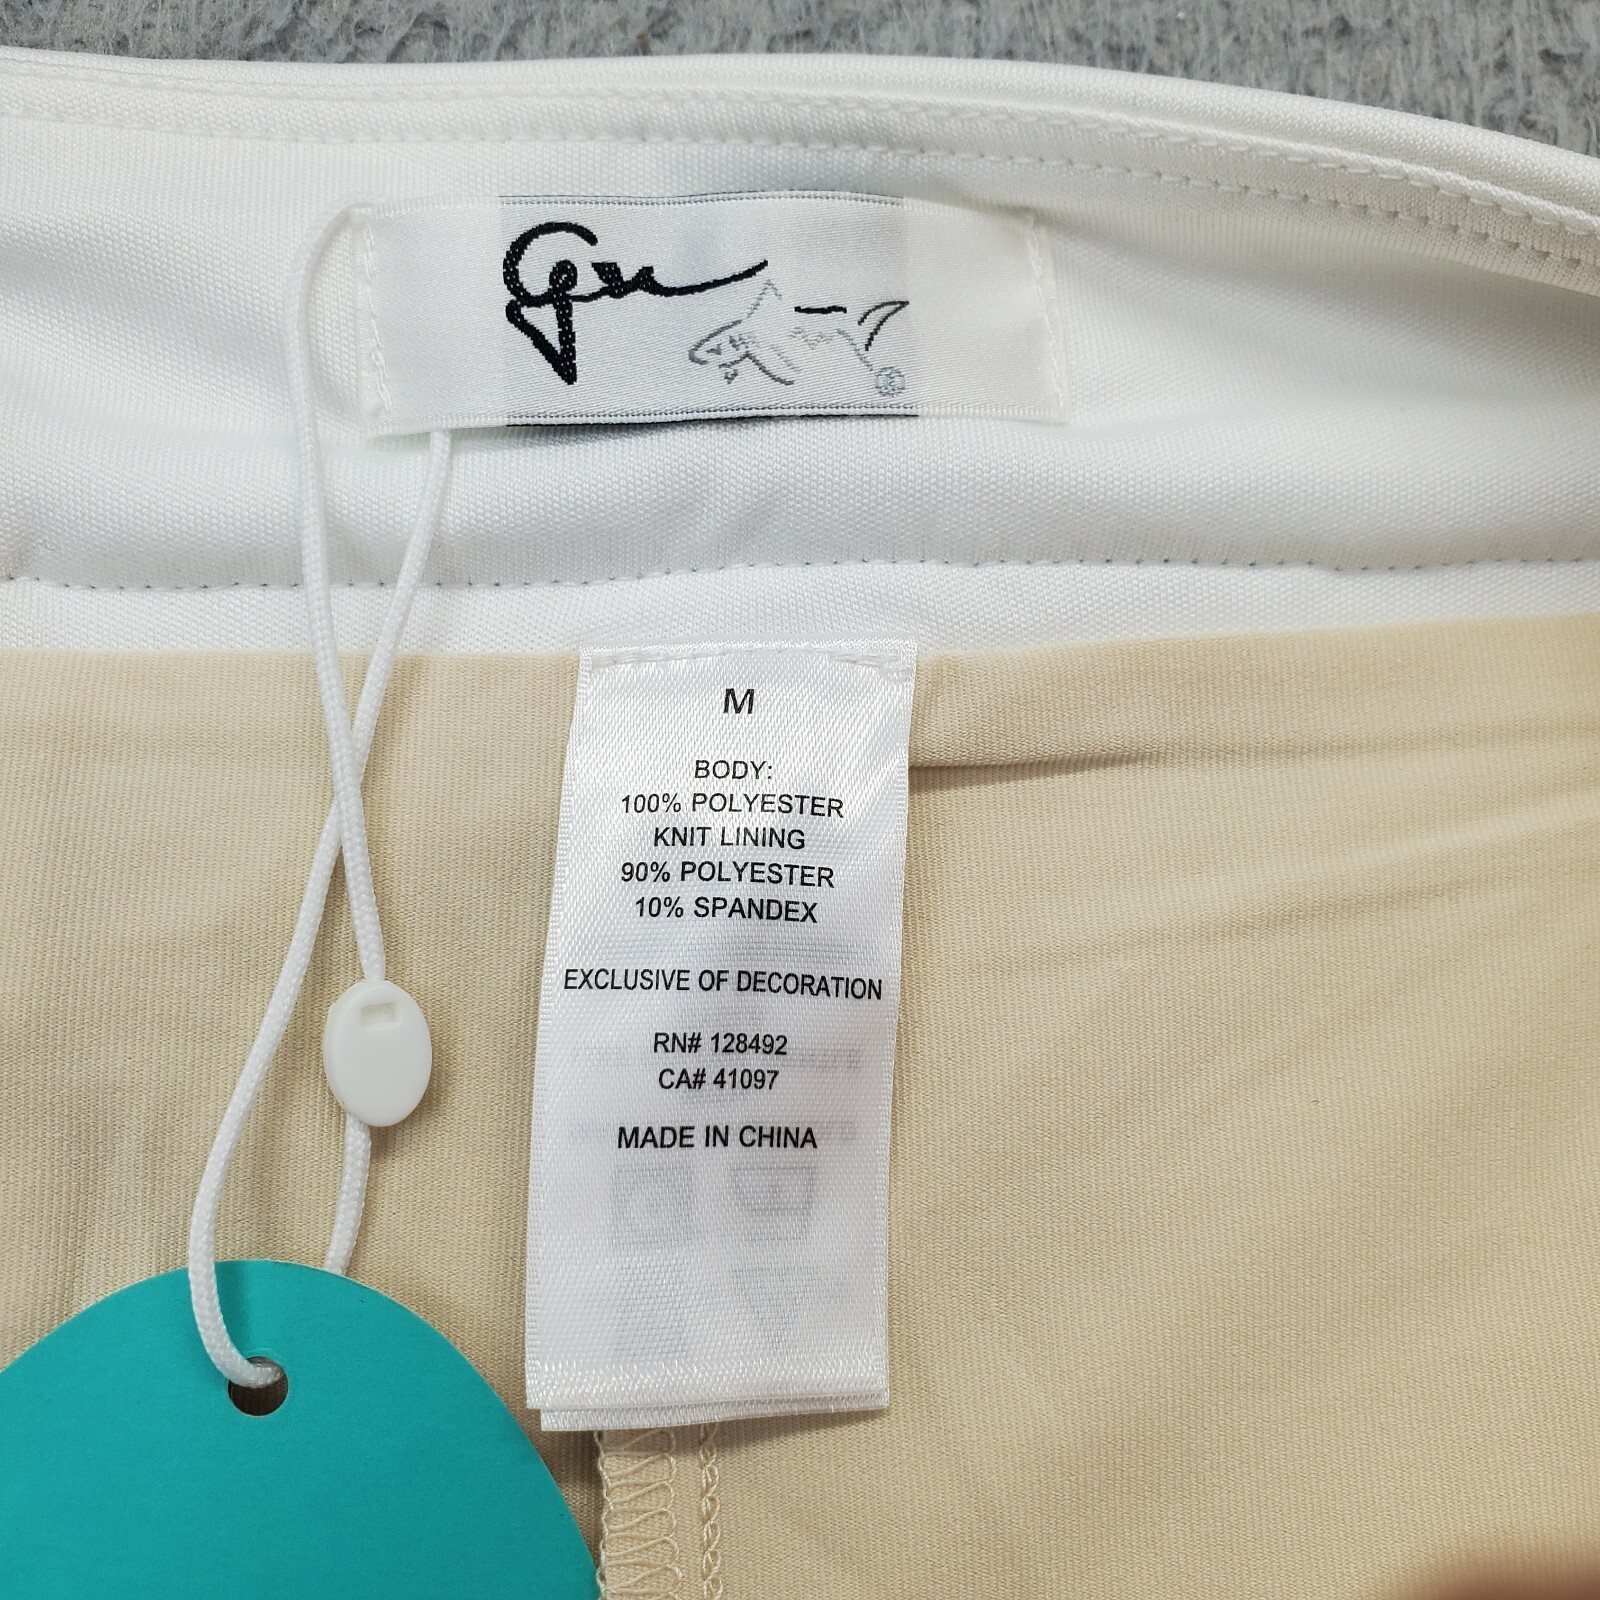 M
BODY:
100% POLYESTER
KNIT LINING
90% POLYESTER
10% SPANDEX
EXCLUSIVE OF DECORATION
RN# 128492
CA# 41097
MADE IN CHINA